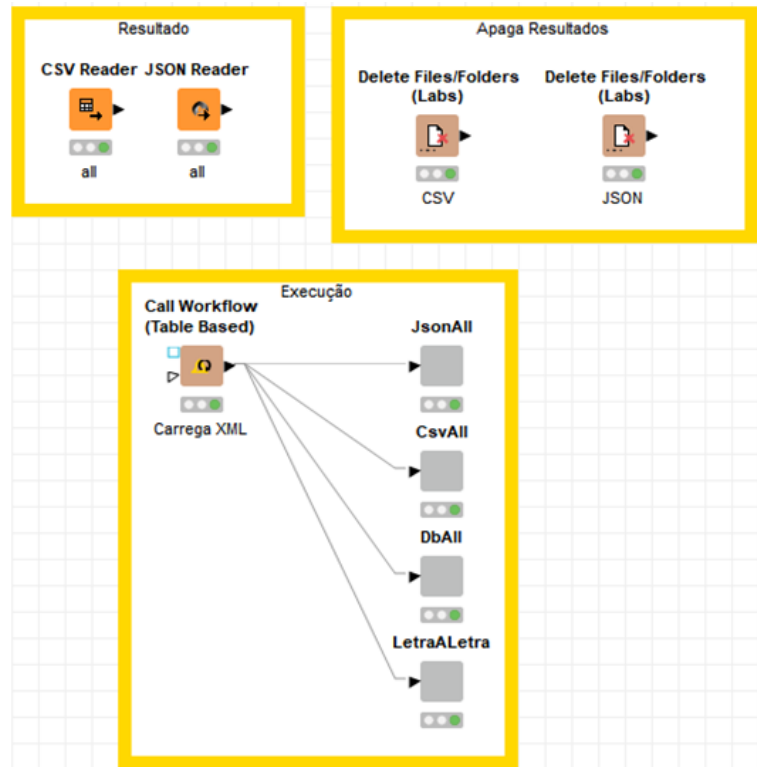 Resultado
CSV Reader
JSON Reader
all
all
Apaga Resultados
Delete Files/Folders
(Labs)
Delete Files/Folders
(Labs)
CSV
JSON
Execução
Call Workflow
(Table Based)
Carrega XML
JsonAll
CsvAll
DbAll
LetraALetra